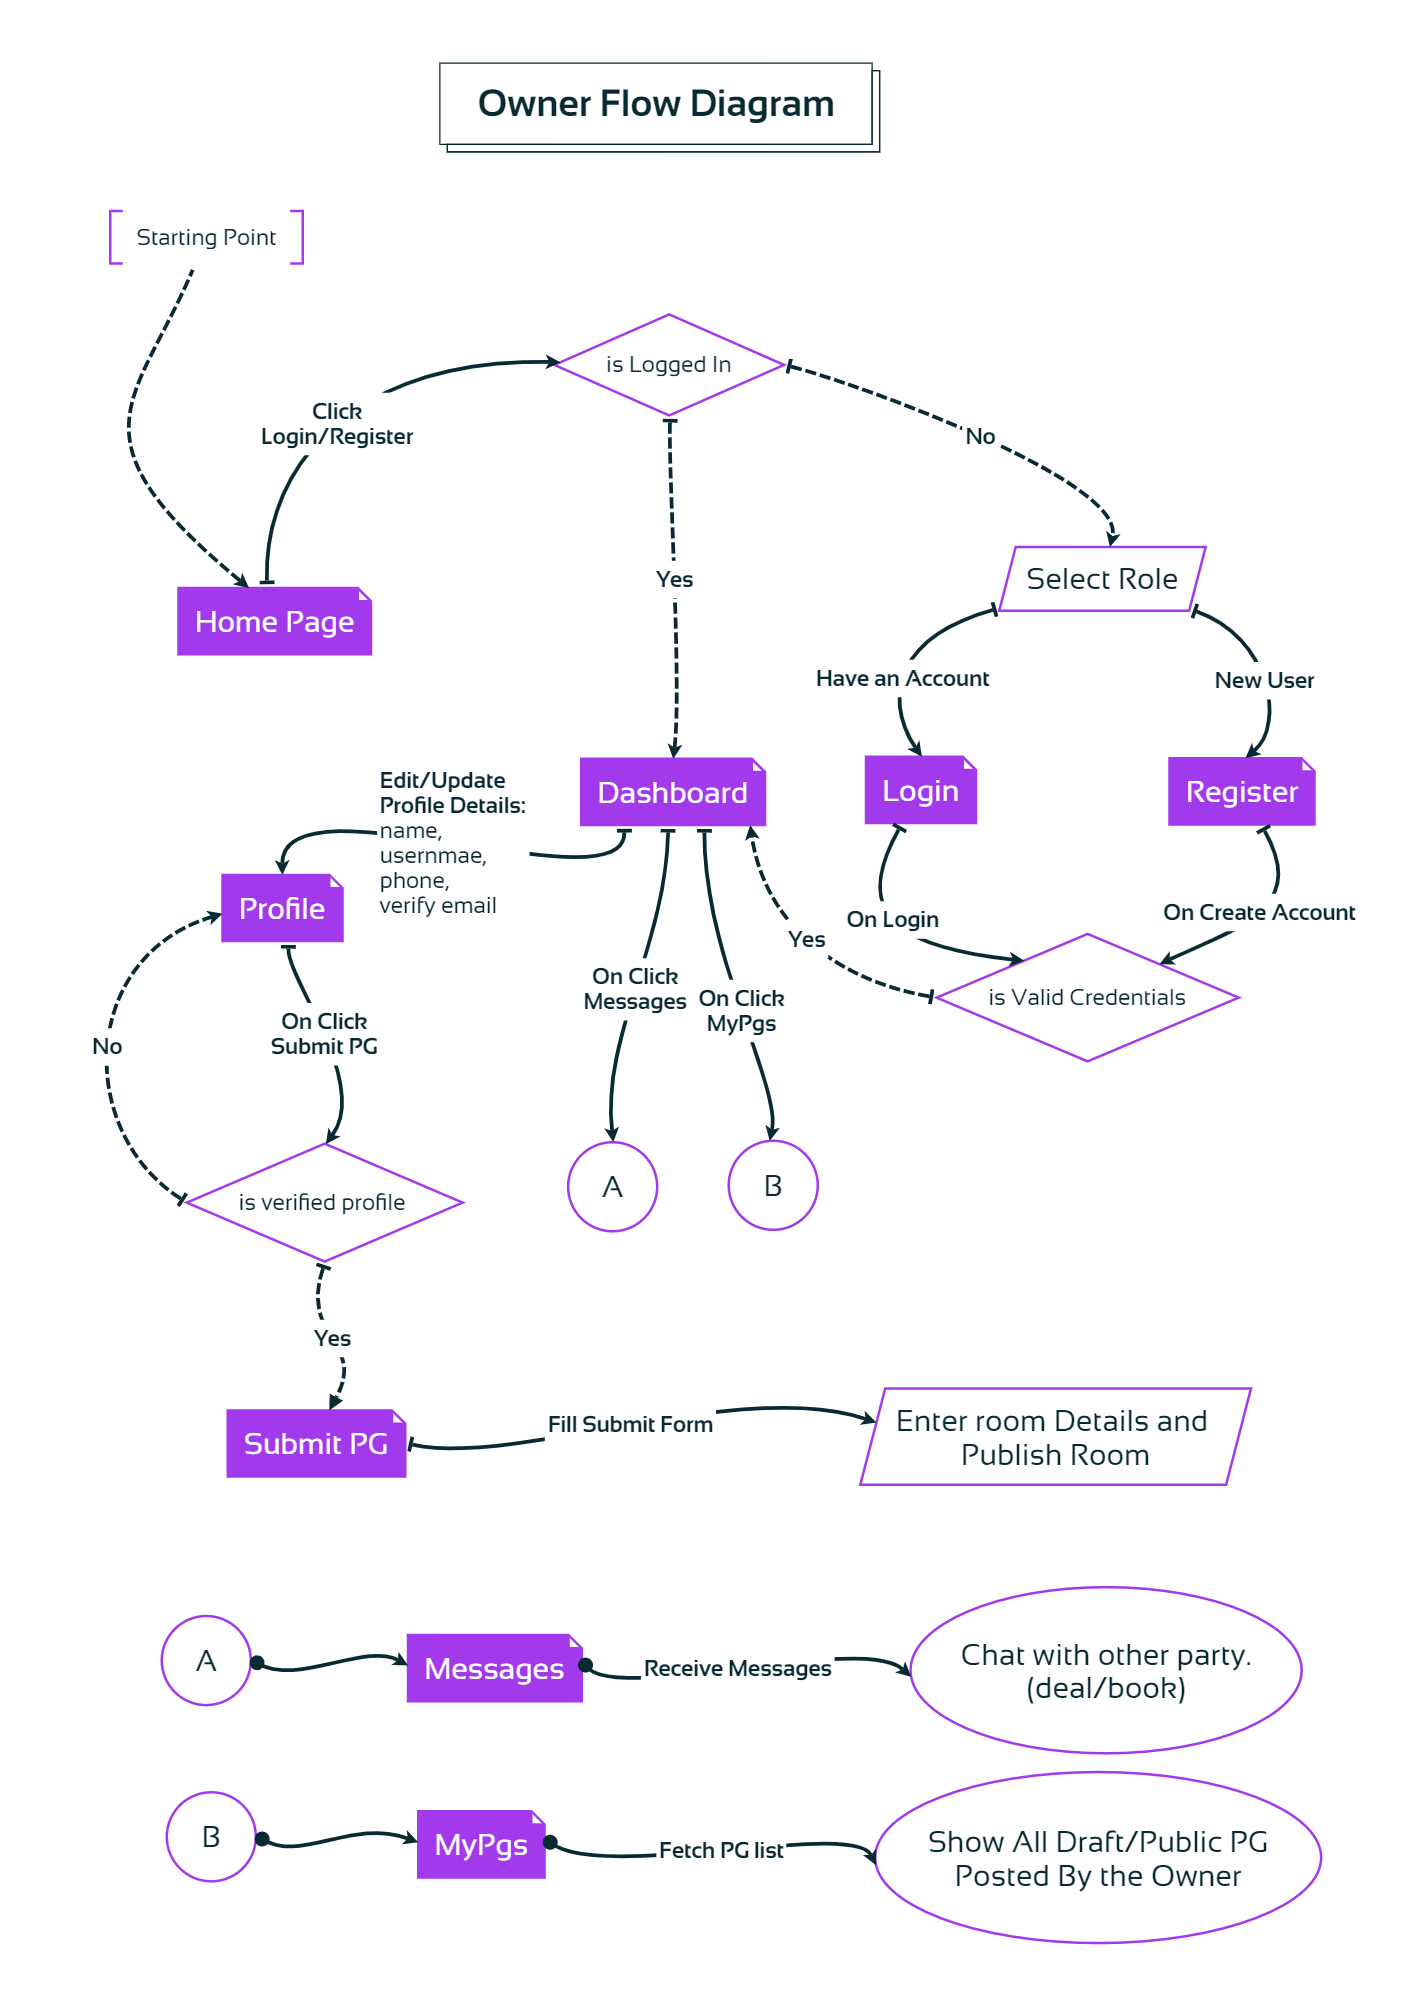 Owner Flow Diagram
Starting Point
is Logged In
Click
Login/Register
No
Yes
Select Role
Home Page
Have an Account
New User
Dashboard
Login
Register
Edit/Update
Profile Details:
name,
usernmae,
phone,
verify email
Profile
On Login
On Create Account
Yes
On Click
Messages
On Click
MyPgs
is Valid Credentials
No
On Click
Submit PG
A
B
is verified profile
Yes
Submit PG
Fill Submit Form
Enter room Details and
Publish Room
A
Messages
Receive Messages
Chat with other party.
(deal/book)
B
MyPgs
Fetch PG list
Show All Draft/Public PG
Posted By the Owner